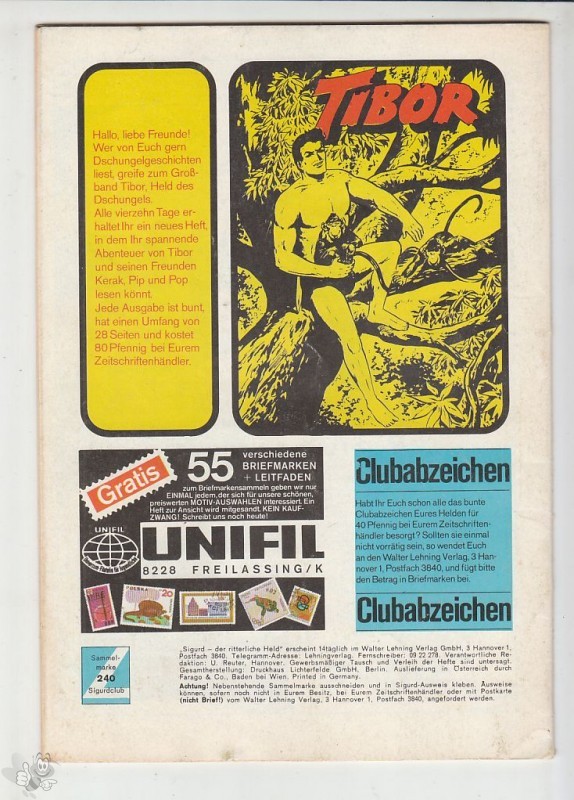 TIBOR
Hallo, liebe Freunde!
Wer von Euch gern
Dschungelgeschichten
liest, greife zum Groß-
band Tibor, Held des
Dschungels.
Alle vierzehn Tage er-
haltet Ihr ein neues Heft,
in dem Ihr spannende
Abenteuer von Tibor
und seinen Freunden
Kerak, Pip und Pop
lesen könnt.
Jede Ausgabe ist bunt,
hat einen Umfang von
28 Seiten und kostet
80 Pfennig bei Eurem
Zeitschriftenhändler.
Gratis
55 verschiedene
BRIEFMARKEN
+ LEITFADEN
zum Briefmarkensammeln geben wir nur
EINMAL jedem, der sich für unsere schönen,
preiswerten MOTIV-AUSWAHLEN interessiert. Ein
Heft zur Ansicht wird mitgesandt. KEIN KAUF-
ZWANG! Schreibt uns noch heute!
UNIFIL
UNIFIL
8228 FREILASSING/K
POLSKA 20
Clubabzeichen
Habt Ihr Euch schon alle das bunte
Clubabzeichen Eures Helden für
40 Pfennig bei Eurem Zeitschriften-
händler besorgt? Sollten sie einmal
nicht vorrätig sein, so wendet Euch
an den Walter Lehning Verlag, 3 Han-
nover 1, Postfach 3640, und fügt bitte
den Betrag in Briefmarken bei.
Clubabzeichen
Sammel-
marke
240
Sigurdclub
„Sigurd – der ritterliche Held" erscheint 14täglich im Walter Lehning Verlag GmbH, 3 Hannover 1,
Postfach 3640. Telegramm-Adresse: Lehningverlag. Fernschreiber: 09 22 278. Verantwortliche Re-
daktion: U. Reuter, Hannover. Gewerbsmäßiger Tausch und Verleih der Hefte sind untersagt.
Gesamtherstellung: Druckhaus Lichterfelde GmbH, Berlin. Auslieferung in Österreich durch
Farago & Co., Baden bei Wien. Printed in Germany.
Achtung! Nebenstehende Sammelmarke ausschneiden und in Sigurd-Ausweis kleben. Ausweise
können, sofern noch nicht in Eurem Besitz, bei Eurem Zeitschriftenhändler oder mit Postkarte
(nicht Brief!) vom Walter Lehning Verlag, 3 Hannover 1, Postfach 3640, angefordert werden.